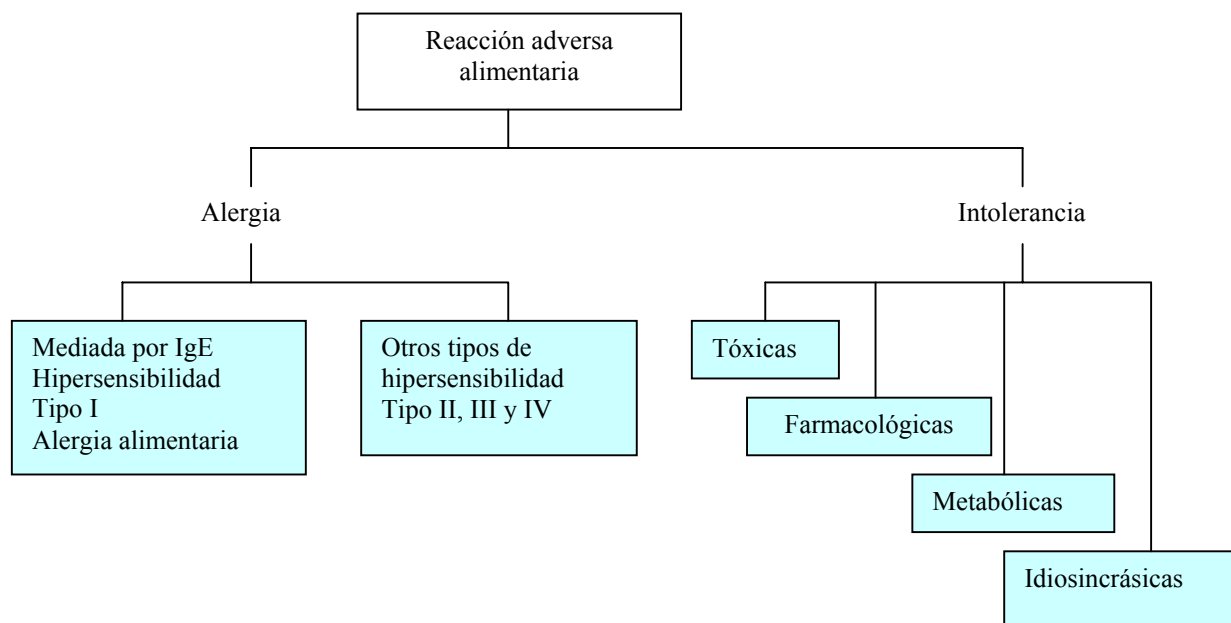 Reacción adversa
alimentaria
Alergia
Intolerancia
Mediada por IgE
Hipersensibilidad
Tipo I
Alergia alimentaria
Otros tipos de
hipersensibilidad
Tipo II, III y IV
Tóxicas
Farmacológicas
Metabólicas
Idiosincrásicas